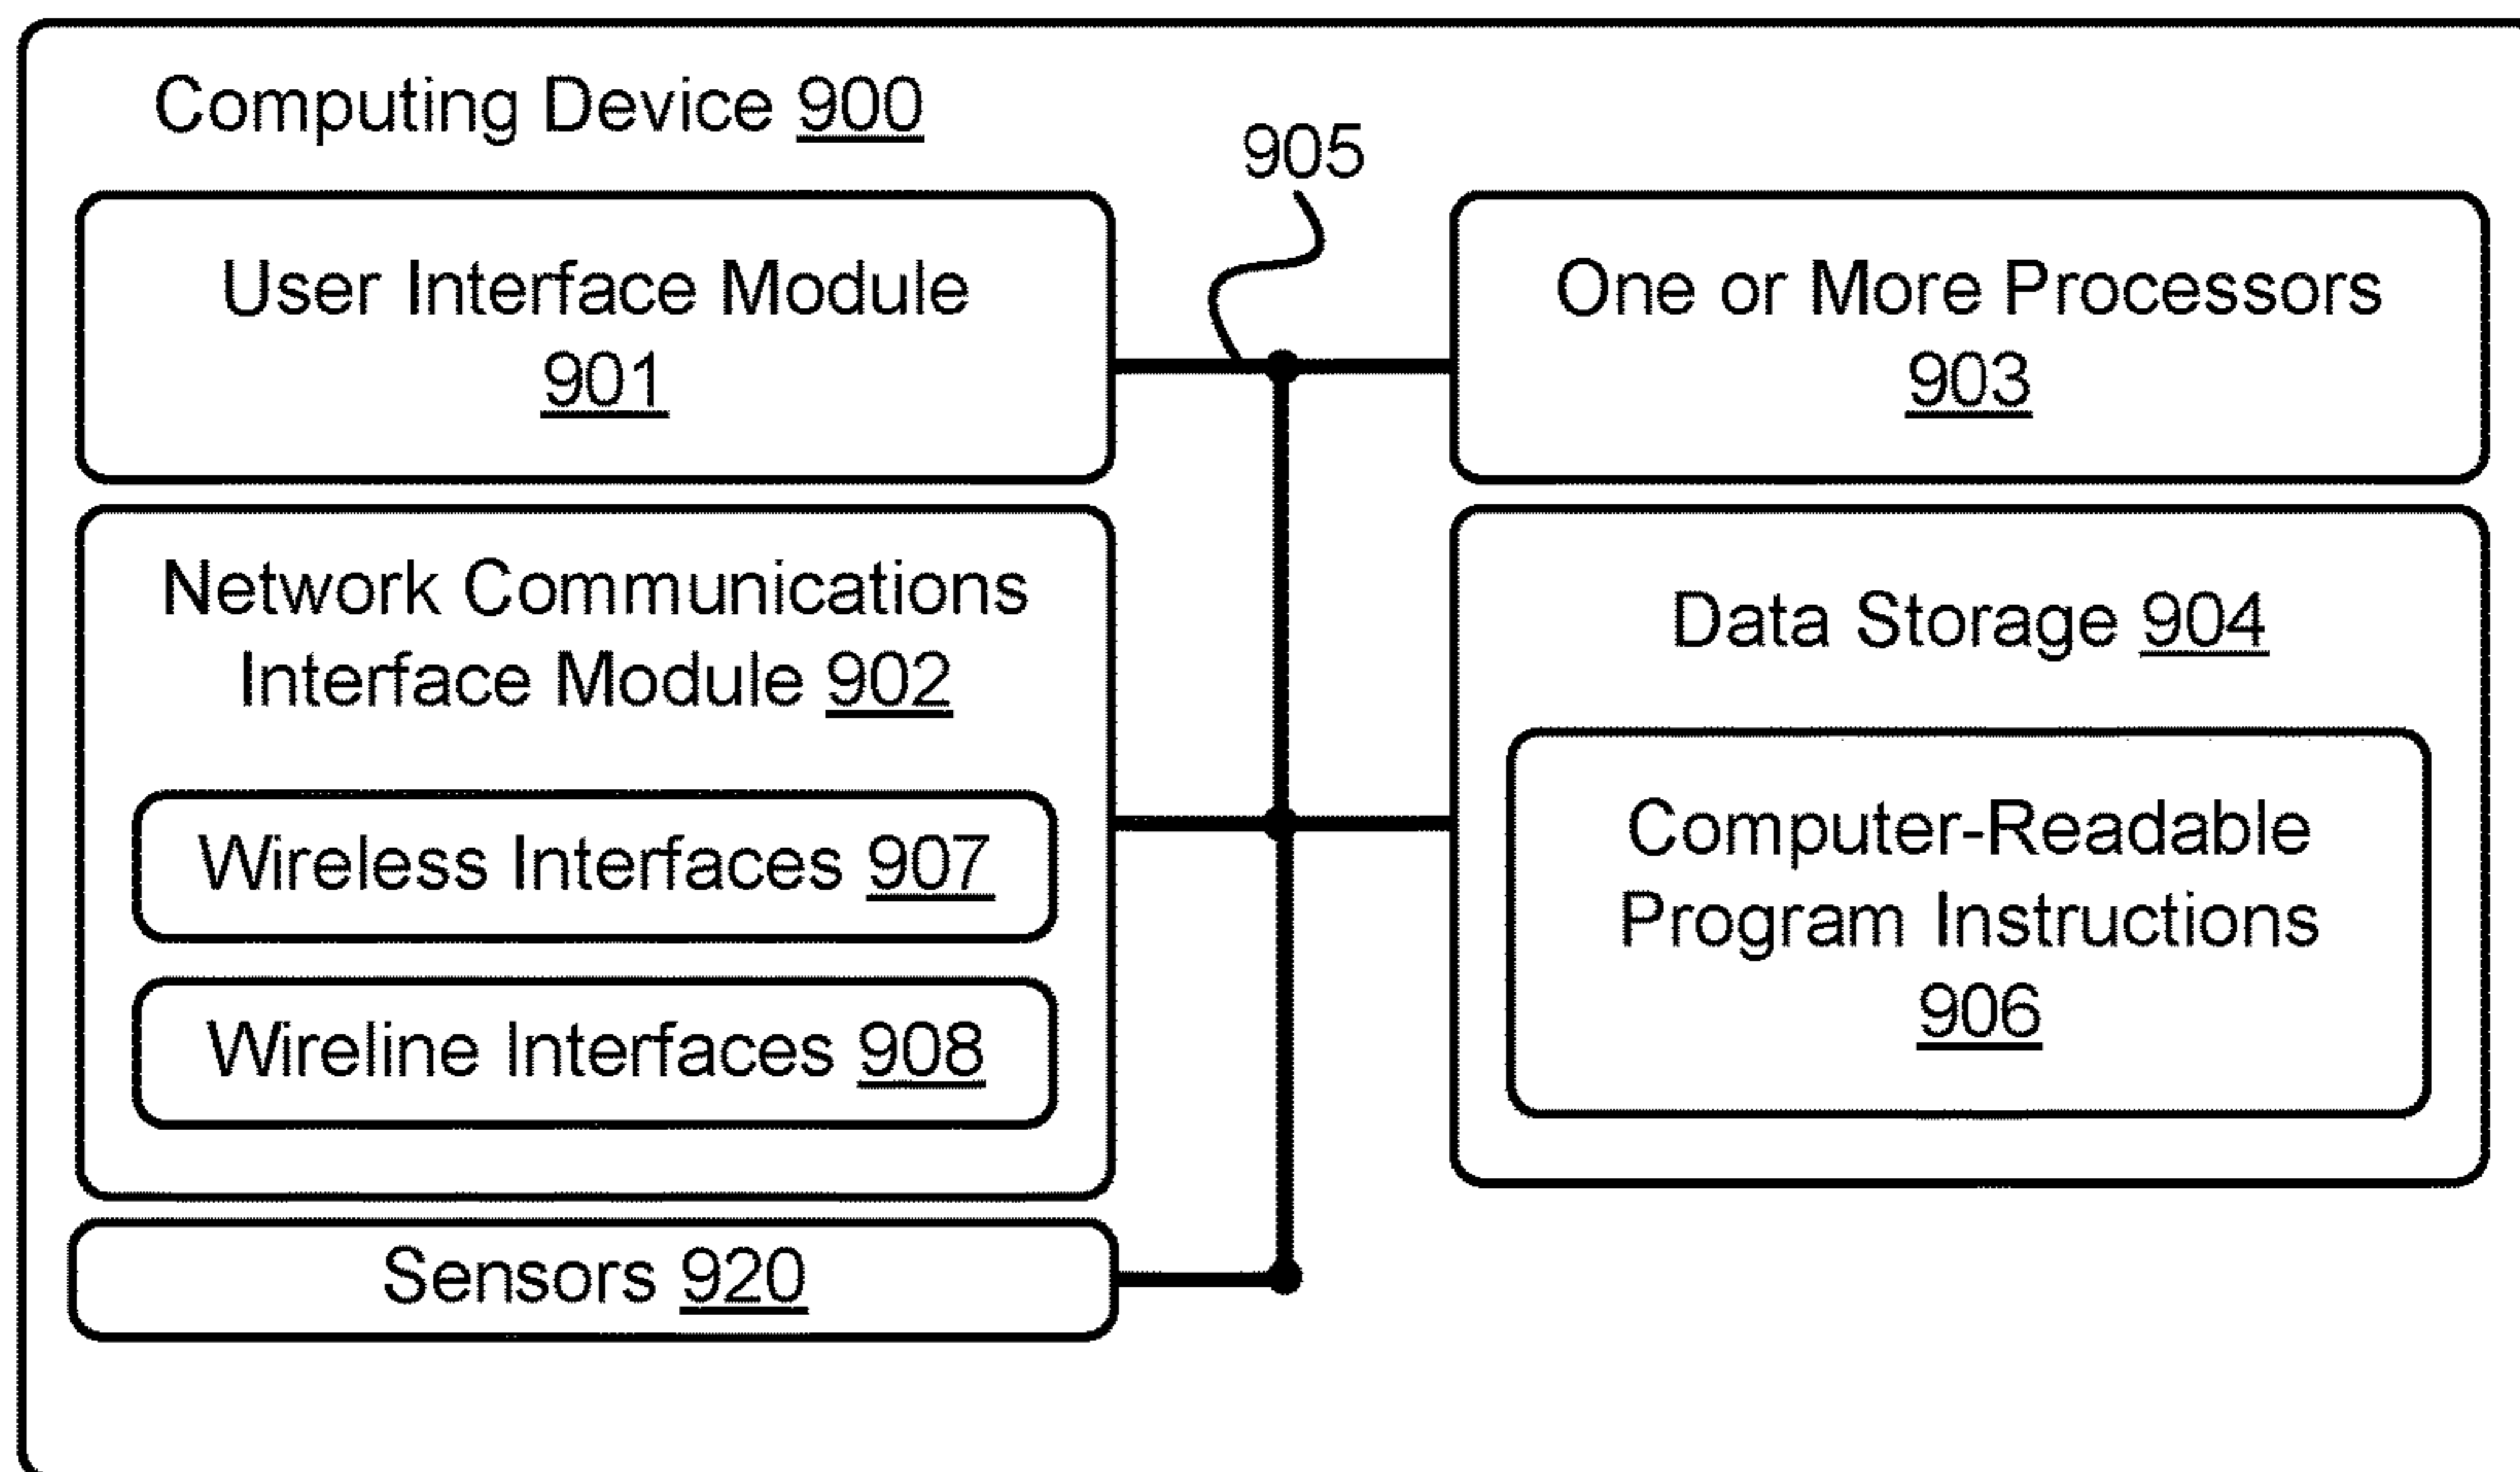 Computing Device 900
905
User Interface Module
901
One or More Processors
903
Network Communications
Interface Module 902
Wireless Interfaces 907
Wireline Interfaces 908
Data Storage 904
Computer-Readable
Program Instructions
906
Sensors 920